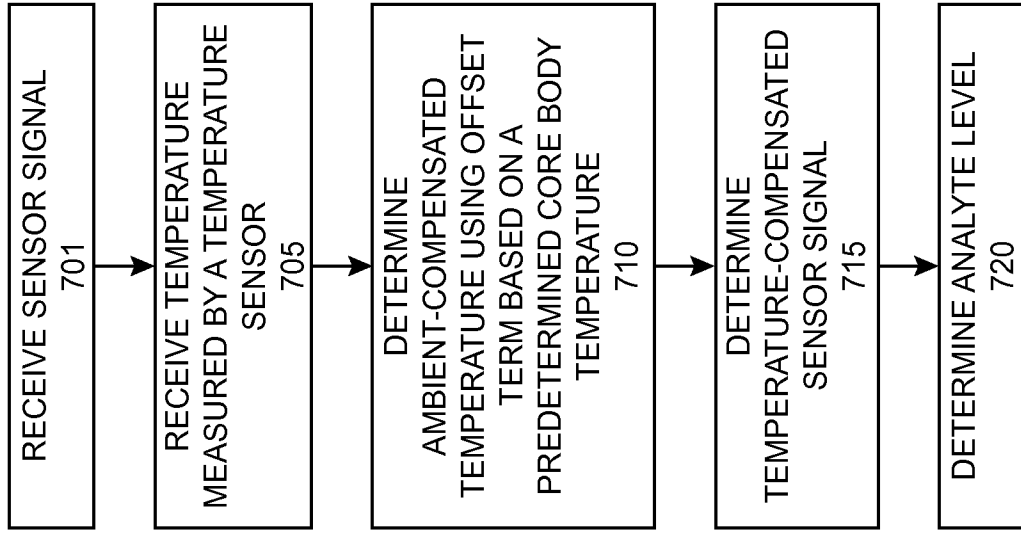 RECEIVE SENSOR SIGNAL
701
RECEIVE TEMPERATURE
MEASURED BY A TEMPERATURE
SENSOR
705
DETERMINE
AMBIENT-COMPENSATED
TEMPERATURE USING OFFSET
TERM BASED ON A
PREDETERMINED CORE BODY
TEMPERATURE
710
DETERMINE
TEMPERATURE-COMPENSATED
SENSOR SIGNAL
715
DETERMINE ANALYTE LEVEL
720